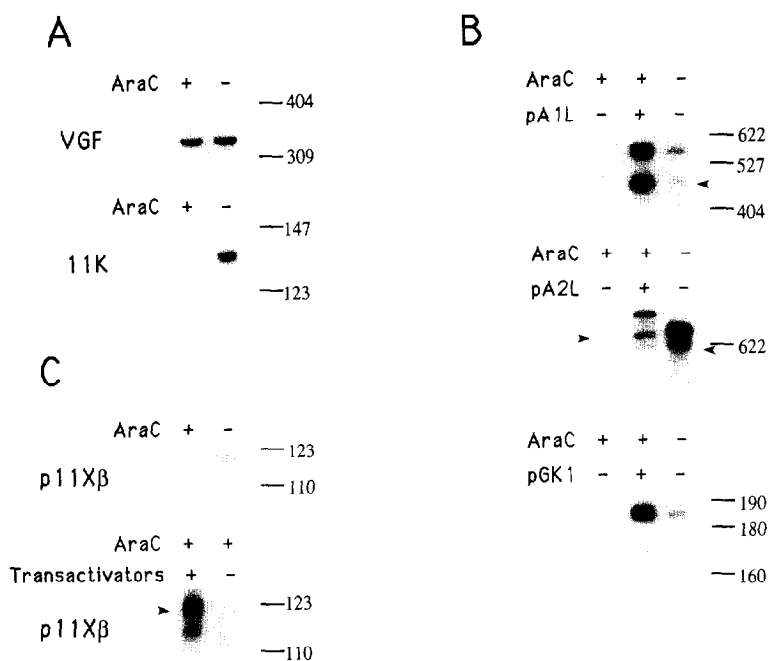 A
AraC + −
404
VGF
309
AraC + −
147
11K
123
B
AraC + + −
pA1L − + −
622
527
404
AraC + + −
pA2L − + −
622
AraC + + −
pGK1 − + −
190
180
160
C
AraC + −
123
p11Xβ
110
AraC + +
Transactivators + −
123
p11Xβ
110